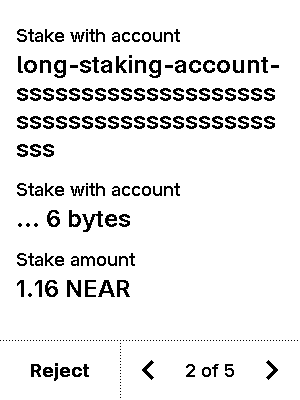 Stake with account
long-staking-account-
ssssssssssssssssssss
ssssssssssssssssssss
sss
Stake with account
... 6 bytes
Stake amount
1.16 NEAR
Reject
2 of 5